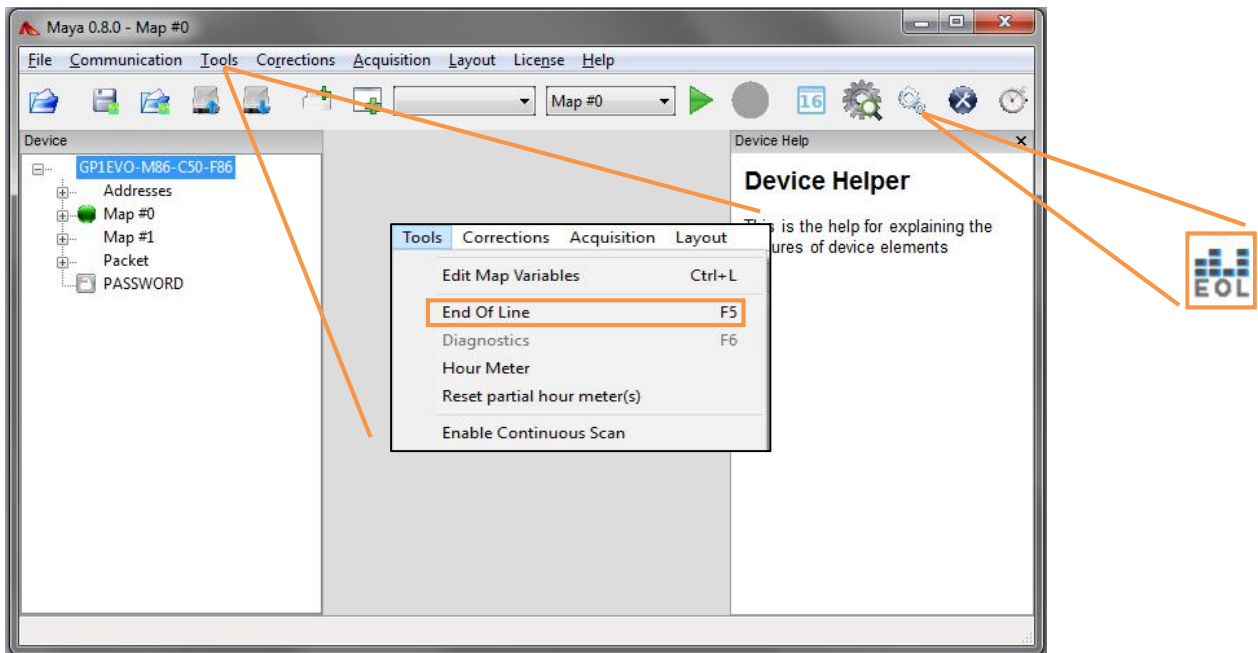 Maya 0.8.0 - Map #0
File Communication Tools Corrections Acquisition Layout License Help
Map #0
16
Device
Device Help
GP1EVO-M86-C50-F86
Addresses
Map #0
Map #1
Packet
PASSWORD
Device Helper
is the help for explaining the
of device elements
Tools Corrections Acquisition Layout
Edit Map Variables Ctrl+L
End Of Line F5
Diagnostics F6
Hour Meter
Reset partial hour meter(s)
Enable Continuous Scan
EOL